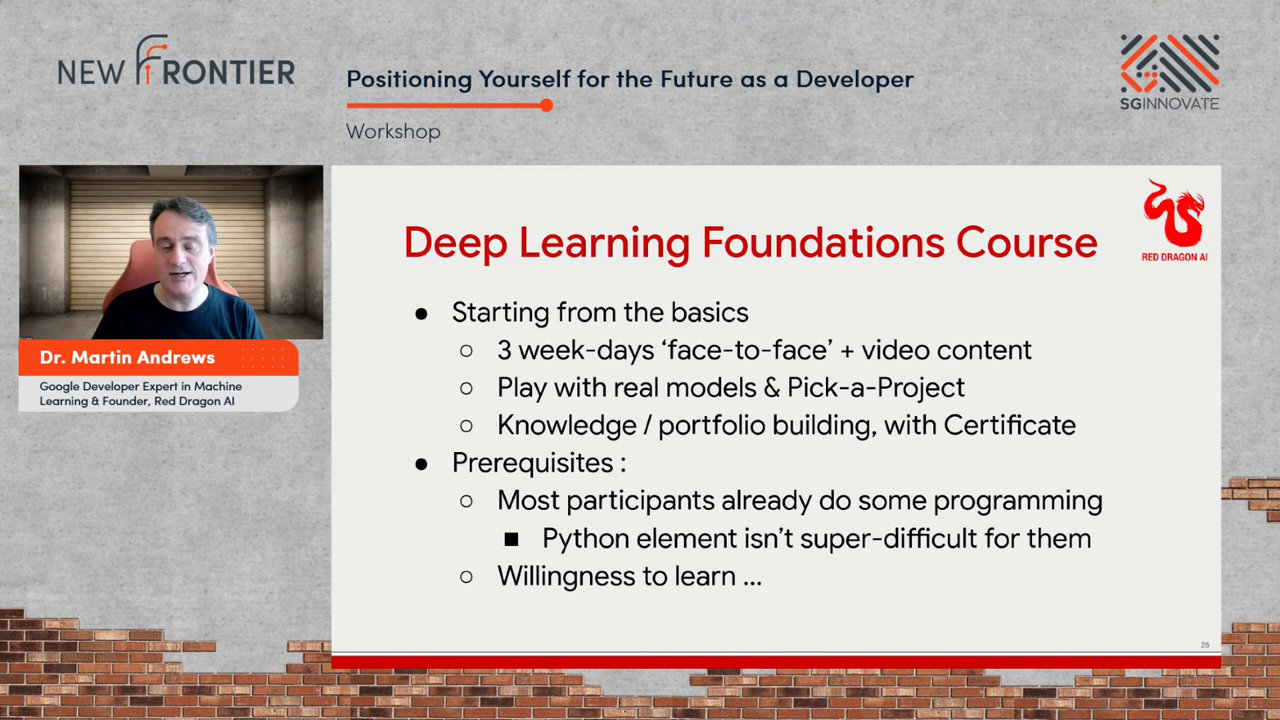 NEW FRONTIER
Positioning Yourself for the Future as a Developer
Workshop
SGINNOVATE
Dr. Martin Andrews
Google Developer Expert in Machine
Learning & Founder, Red Dragon AI
RED DRAGON AI
Deep Learning Foundations Course
● Starting from the basics
○ 3 week-days ‘face-to-face’ + video content
○ Play with real models & Pick-a-Project
○ Knowledge / portfolio building, with Certificate
● Prerequisites :
○ Most participants already do some programming
■ Python element isn’t super-difficult for them
○ Willingness to learn ...
26